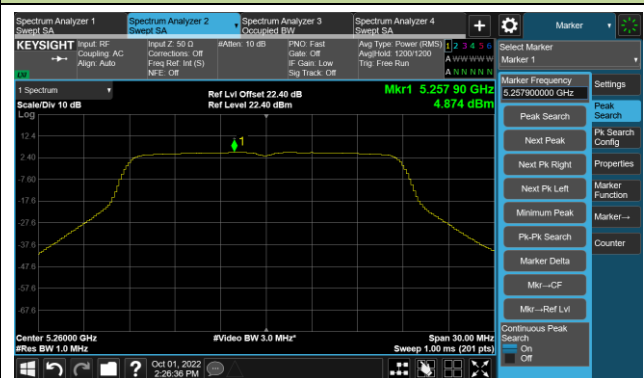 Spectrum Analyzer 1
Swept SA
Spectrum Analyzer 2
Swept SA
Spectrum Analyzer 3
Occupied BW
Spectrum Analyzer 4
Swept SA
+
Marker
KEYSIGHT
Input: RF
Coupling: AC
Align: Auto
Input Z: 50 Ω
Corrections: Off
Freq Ref: Int (S)
NFE: Off
#Atten: 10 dB
PNO: Fast
Gate: Off
IF Gain: Low
Sig Track: Off
Avg Type: Power (RMS)
Avg|Hold: 1200/1200
Trig: Free Run
1 2 3 4 5 6
A W W W W W
A N N N N N
Select Marker
Marker 1
1 Spectrum
Scale/Div 10 dB
Log
Ref Lvl Offset 22.40 dB
Ref Level 22.40 dBm
Mkr1 5.257 90 GHz
4.874 dBm
12.4
2.40
-7.60
-17.6
-27.6
-37.6
-47.6
-57.6
-67.6
1
Center 5.26000 GHz
#Res BW 1.0 MHz
#Video BW 3.0 MHz*
Span 30.00 MHz
Sweep 1.00 ms (201 pts)
Marker Frequency
5.257900000 GHz
Peak Search
Next Peak
Next Pk Right
Next Pk Left
Minimum Peak
Pk-Pk Search
Marker Delta
Mkr→CF
Mkr→Ref Lvl
Continuous Peak
Search
On
Off
Settings
Peak
Search
Pk Search
Config
Properties
Marker
Function
Marker→
Counter
?
Oct 01, 2022
2:26:36 PM